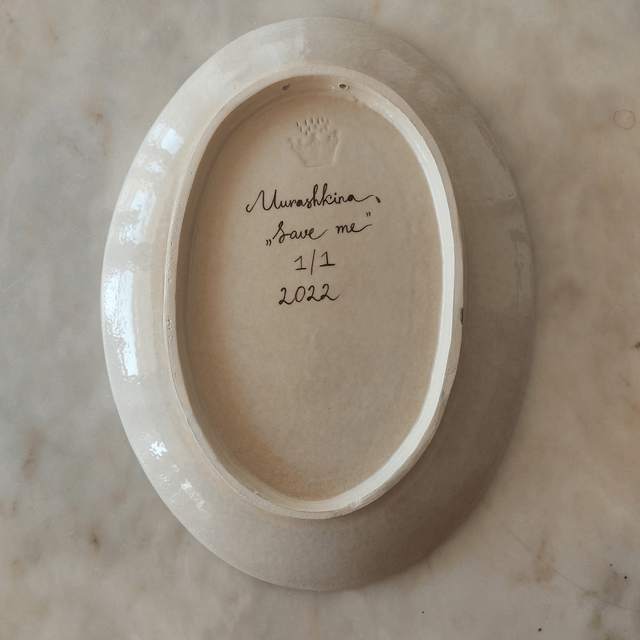 Murashkina,
„Save me"
1/1
2022